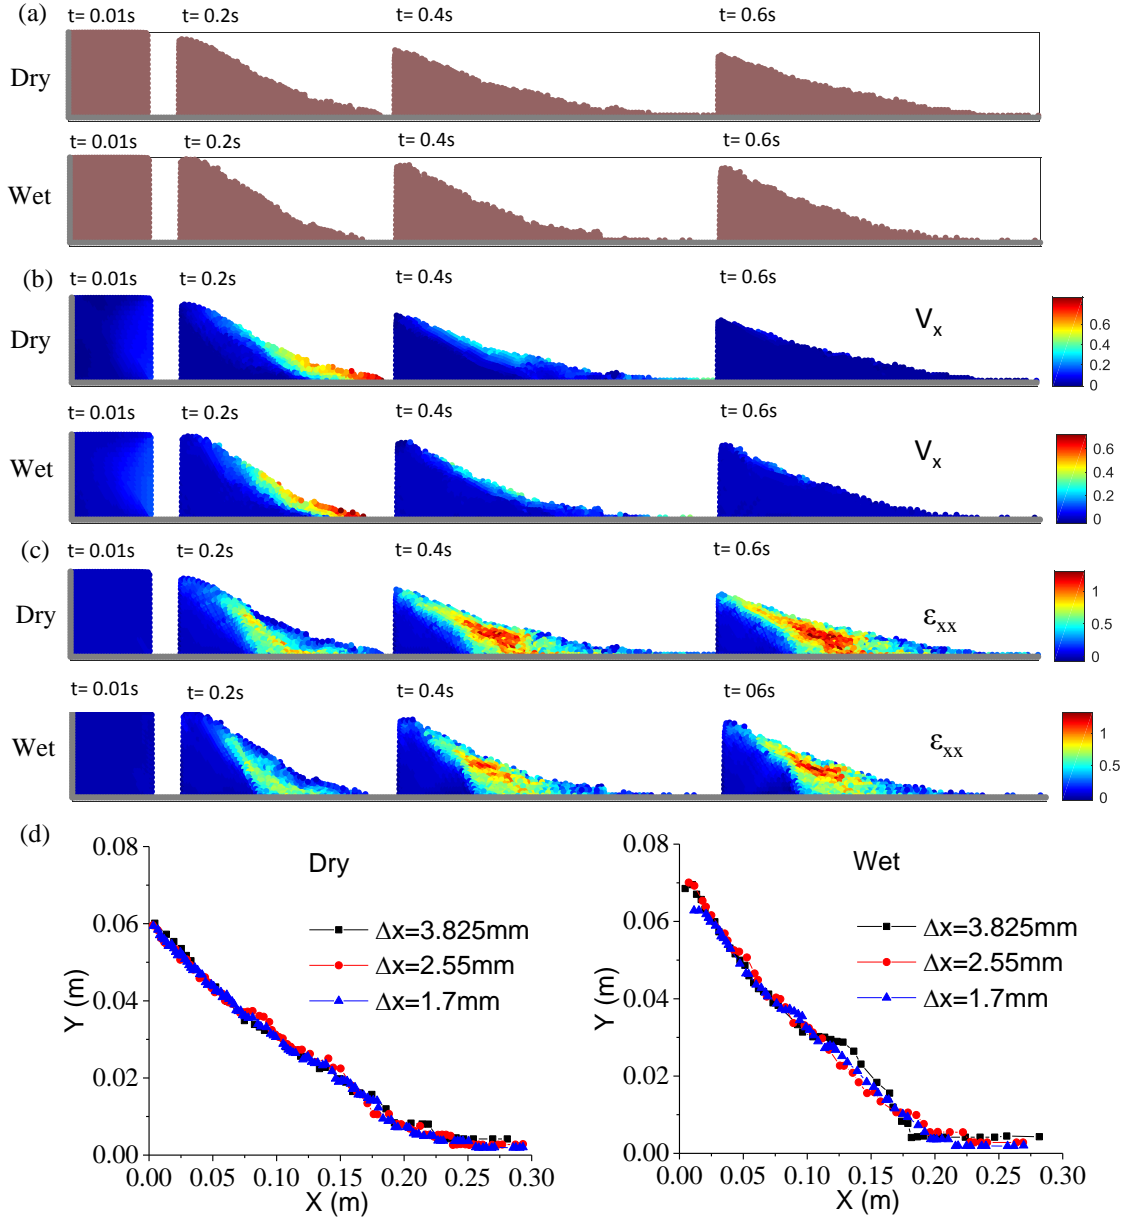 (a)
t= 0.01s t= 0.2s t= 0.4s t= 0.6s
Dry
t= 0.01s t= 0.2s t= 0.4s t= 0.6s
Wet
(b)
t= 0.01s t= 0.2s t= 0.4s t= 0.6s
Dry
Vx
0.6
0.4
0.2
0
t= 0.01s t= 0.2s t= 0.4s t= 0.6s
Wet
Vx
0.6
0.4
0.2
0
(c)
t= 0.01s t= 0.2s t= 0.4s t= 0.6s
Dry
εxx
1
0.5
0
t= 0.01s t= 0.2s t= 0.4s t= 06s
Wet
εxx
1
0.5
0
(d)
Dry
Δx=3.825mm
Δx=2.55mm
Δx=1.7mm
Y (m)
0.08
0.06
0.04
0.02
0.00
0.00 0.05 0.10 0.15 0.20 0.25 0.30
X (m)
Wet
Δx=3.825mm
Δx=2.55mm
Δx=1.7mm
Y (m)
0.08
0.06
0.04
0.02
0.00
0.00 0.05 0.10 0.15 0.20 0.25 0.30
X (m)